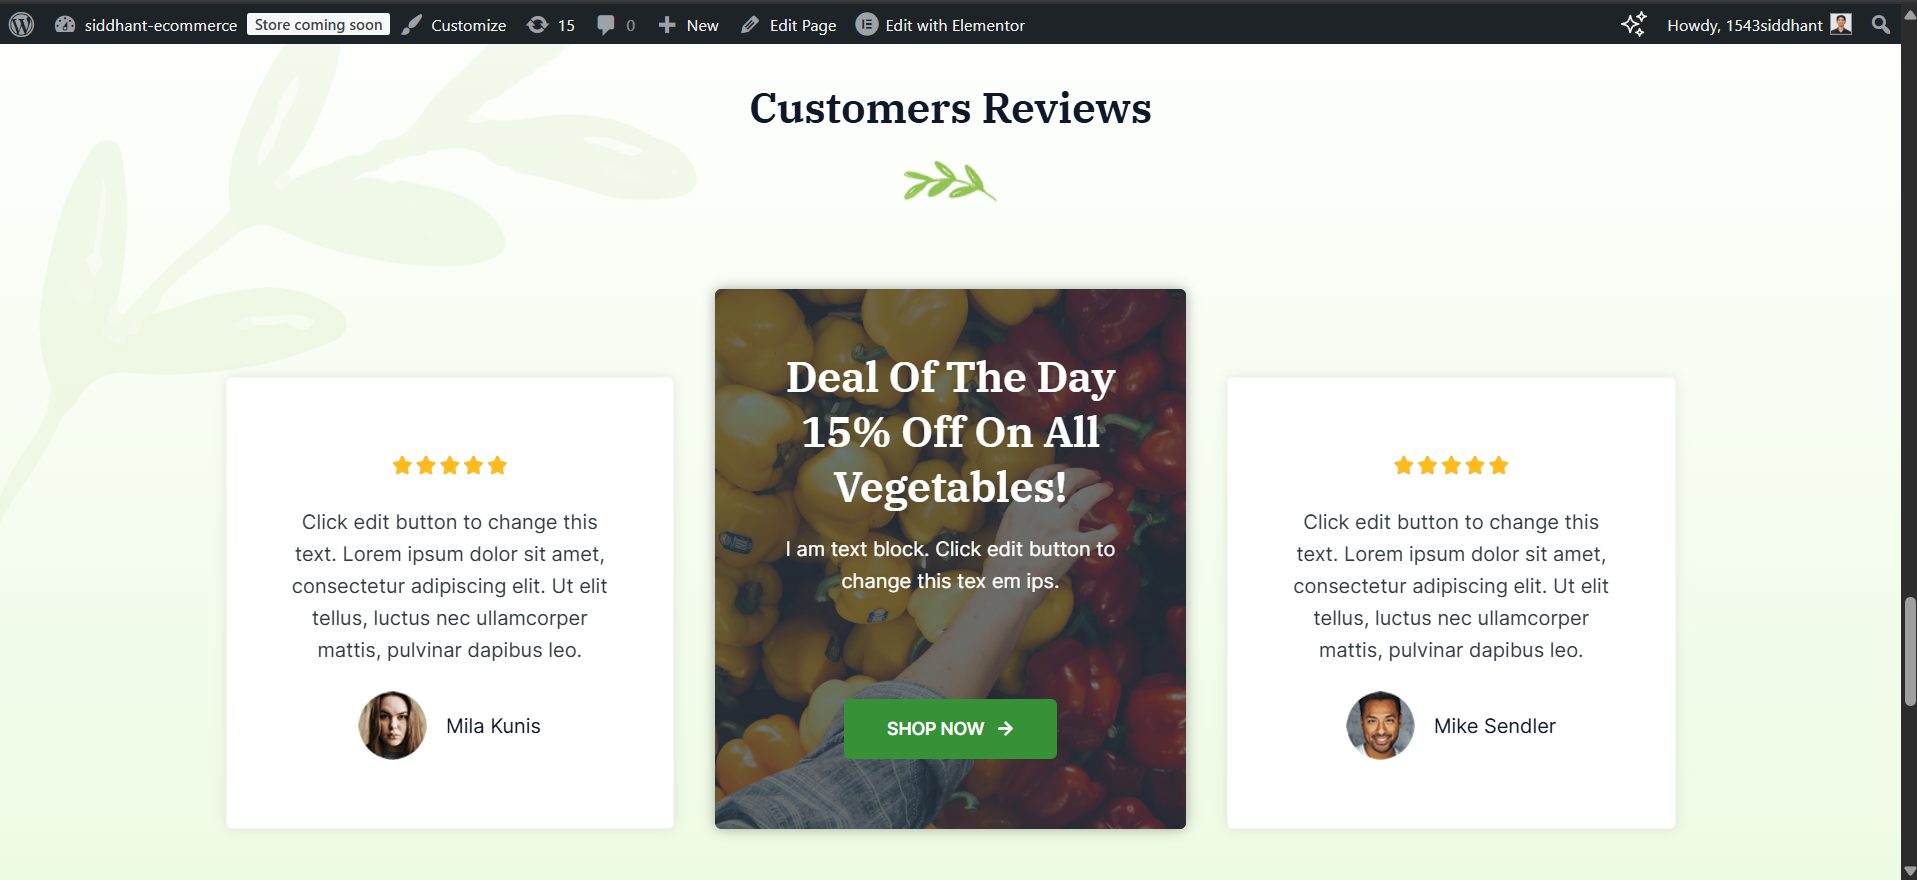 siddhant-ecommerce Store coming soon Customize 15 0 New Edit Page Edit with Elementor Howdy, 1543siddhant
Customers Reviews
Click edit button to change this
text. Lorem ipsum dolor sit amet,
consectetur adipiscing elit. Ut elit
tellus, luctus nec ullamcorper
mattis, pulvinar dapibus leo.
Mila Kunis
Deal Of The Day
15% Off On All
Vegetables!
I am text block. Click edit button to
change this tex em ips.
SHOP NOW
Click edit button to change this
text. Lorem ipsum dolor sit amet,
consectetur adipiscing elit. Ut elit
tellus, luctus nec ullamcorper
mattis, pulvinar dapibus leo.
Mike Sendler